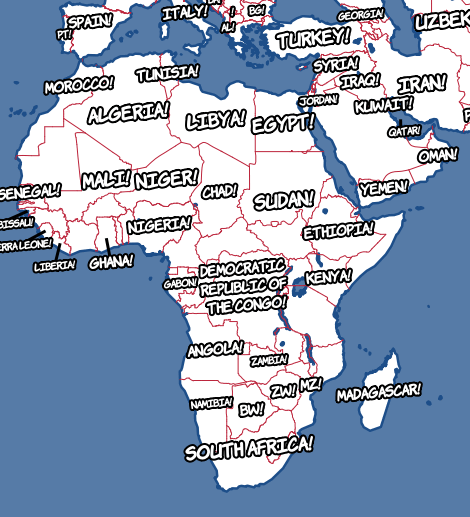 ITALY!
!
BG!
GEORGIA!
UZBEK
SPAIN!
PT!
AL!
TURKEY!
SYRIA!
TUNISIA!
MOROCCO!
IRAQ!
IRAN!
JORDAN!
KUWAIT!
ALGERIA!
LIBYA!
EGYPT!
QATAR!
OMAN!
SENEGAL!
MALI!
NIGER!
CHAD!
SUDAN!
YEMEN!
BISSAU!
NIGERIA!
ETHIOPIA!
ERRA LEONE!
LIBERIA!
GHANA!
GABON!
DEMOCRATIC
REPUBLIC OF
THE CONGO!
KENYA!
ANGOLA!
ZAMBIA!
NAMIBIA!
BW!
ZW!
MZ!
MADAGASCAR!
SOUTH AFRICA!